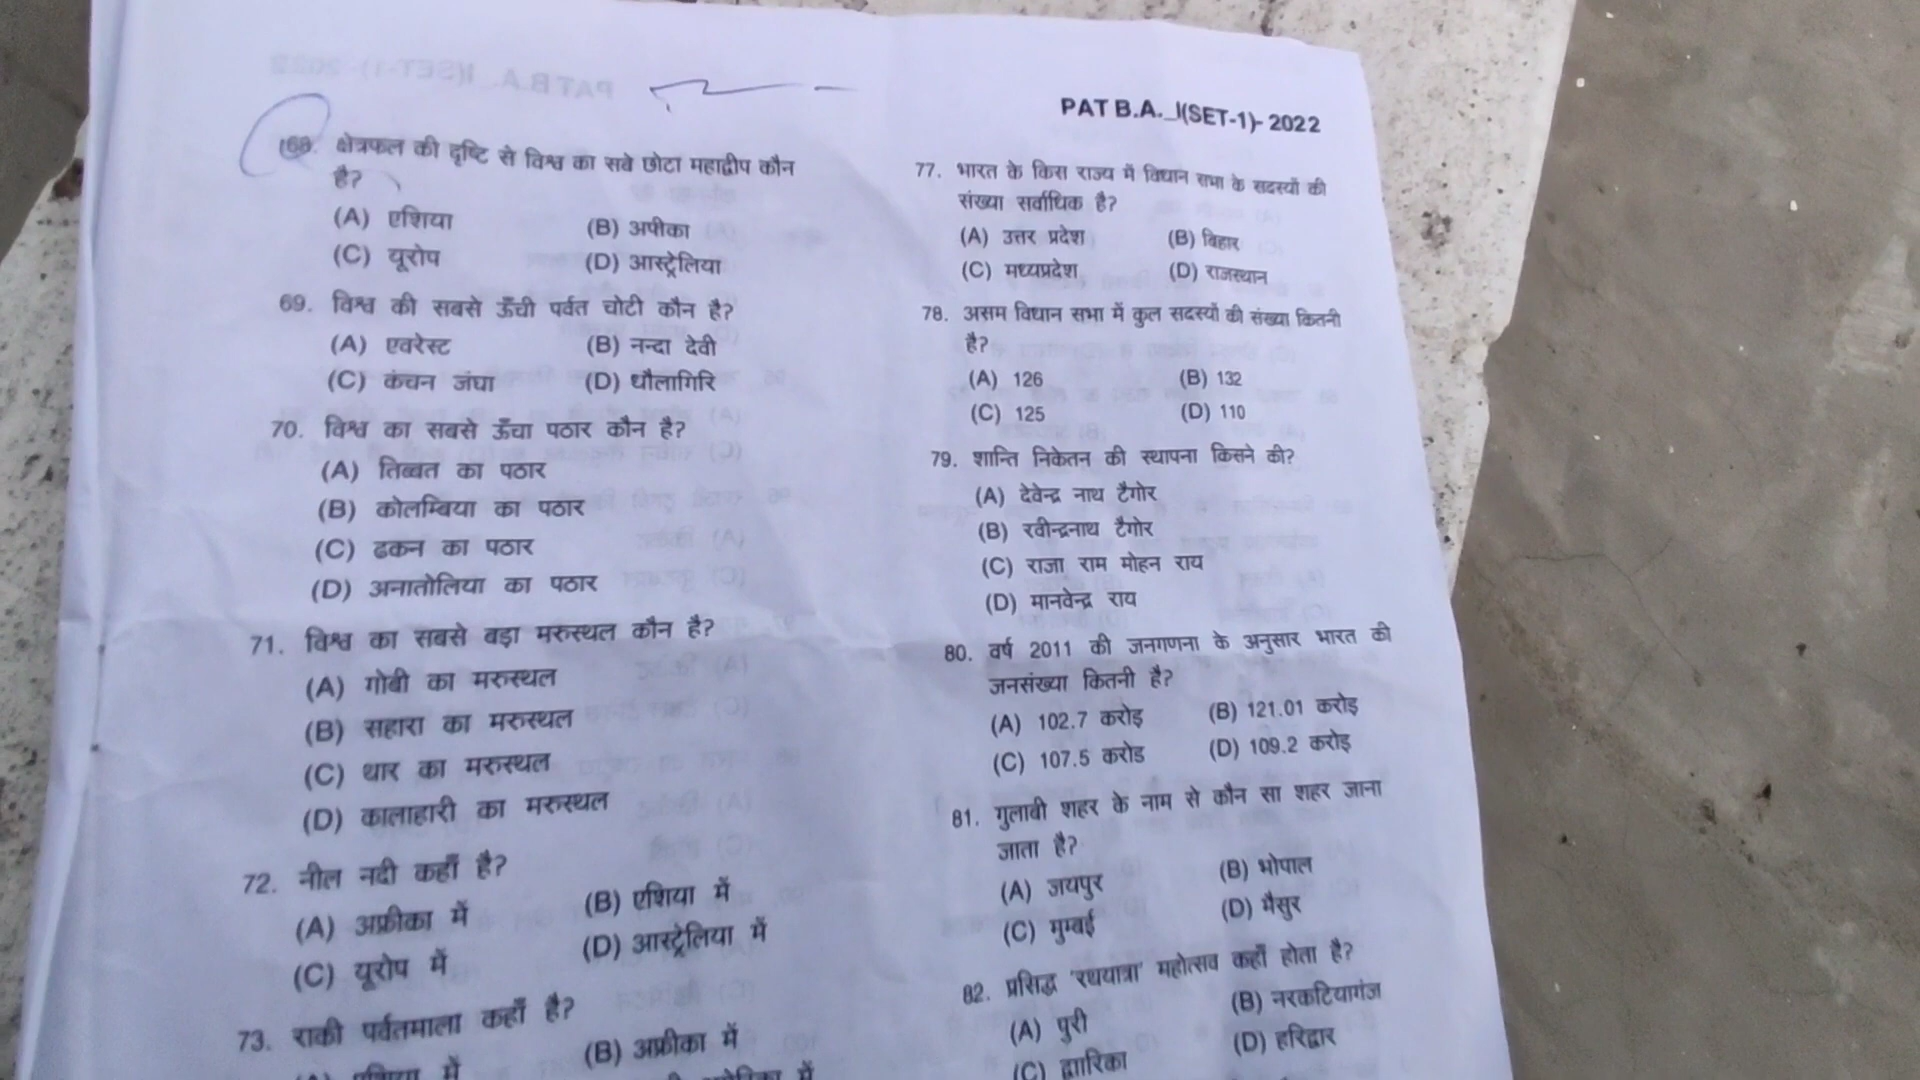 PAT B.A._I(SET-1)- 2022
68. क्षेत्रफल की दृष्टि से विश्व का सबे छोटा महाद्वीप कौन
है?
(A) एशिया (B) अफीका
(C) यूरोप (D) आस्ट्रेलिया
69. विश्व की सबसे ऊँची पर्वत चोटी कौन है?
(A) एवरेस्ट (B) नन्दा देवी
(C) कंचन जंघा (D) धौलागिरि
70. विश्व का सबसे ऊँचा पठार कौन है?
(A) तिब्बत का पठार
(B) कोलम्बिया का पठार
(C) ढकन का पठार
(D) अनातोलिया का पठार
71. विश्व का सबसे बड़ा मरुस्थल कौन है?
(A) गोबी का मरुस्थल
(B) सहारा का मरुस्थल
(C) थार का मरुस्थल
(D) कालाहारी का मरुस्थल
72. नील नदी कहाँ है?
(A) अफ्रीका में (B) एशिया में
(C) यूरोप में (D) आस्ट्रेलिया में
73. राकी पर्वतमाला कहाँ है?
(A) एशिया में (B) अफ्रीका में
77. भारत के किस राज्य में विधान सभा के सदस्यों की
संख्या सर्वाधिक है?
(A) उत्तर प्रदेश (B) बिहार
(C) मध्यप्रदेश (D) राजस्थान
78. असम विधान सभा में कुल सदस्यों की संख्या कितनी
है?
(A) 126 (B) 132
(C) 125 (D) 110
79. शान्ति निकेतन की स्थापना किसने की?
(A) देवेन्द्र नाथ टैगोर
(B) रवीन्द्रनाथ टैगोर
(C) राजा राम मोहन राय
(D) मानवेन्द्र राय
80. वर्ष 2011 की जनगणना के अनुसार भारत की
जनसंख्या कितनी है?
(A) 102.7 करोड़ (B) 121.01 करोड़
(C) 107.5 करोड (D) 109.2 करोड़
81. गुलाबी शहर के नाम से कौन सा शहर जाना
जाता है?
(A) जयपुर (B) भोपाल
(C) मुम्बई (D) मैसुर
82. प्रसिद्ध 'रथयात्रा' महोत्सव कहाँ होता है?
(A) पुरी (B) नरकटियागंज
(C) द्वारिका (D) हरिद्वार